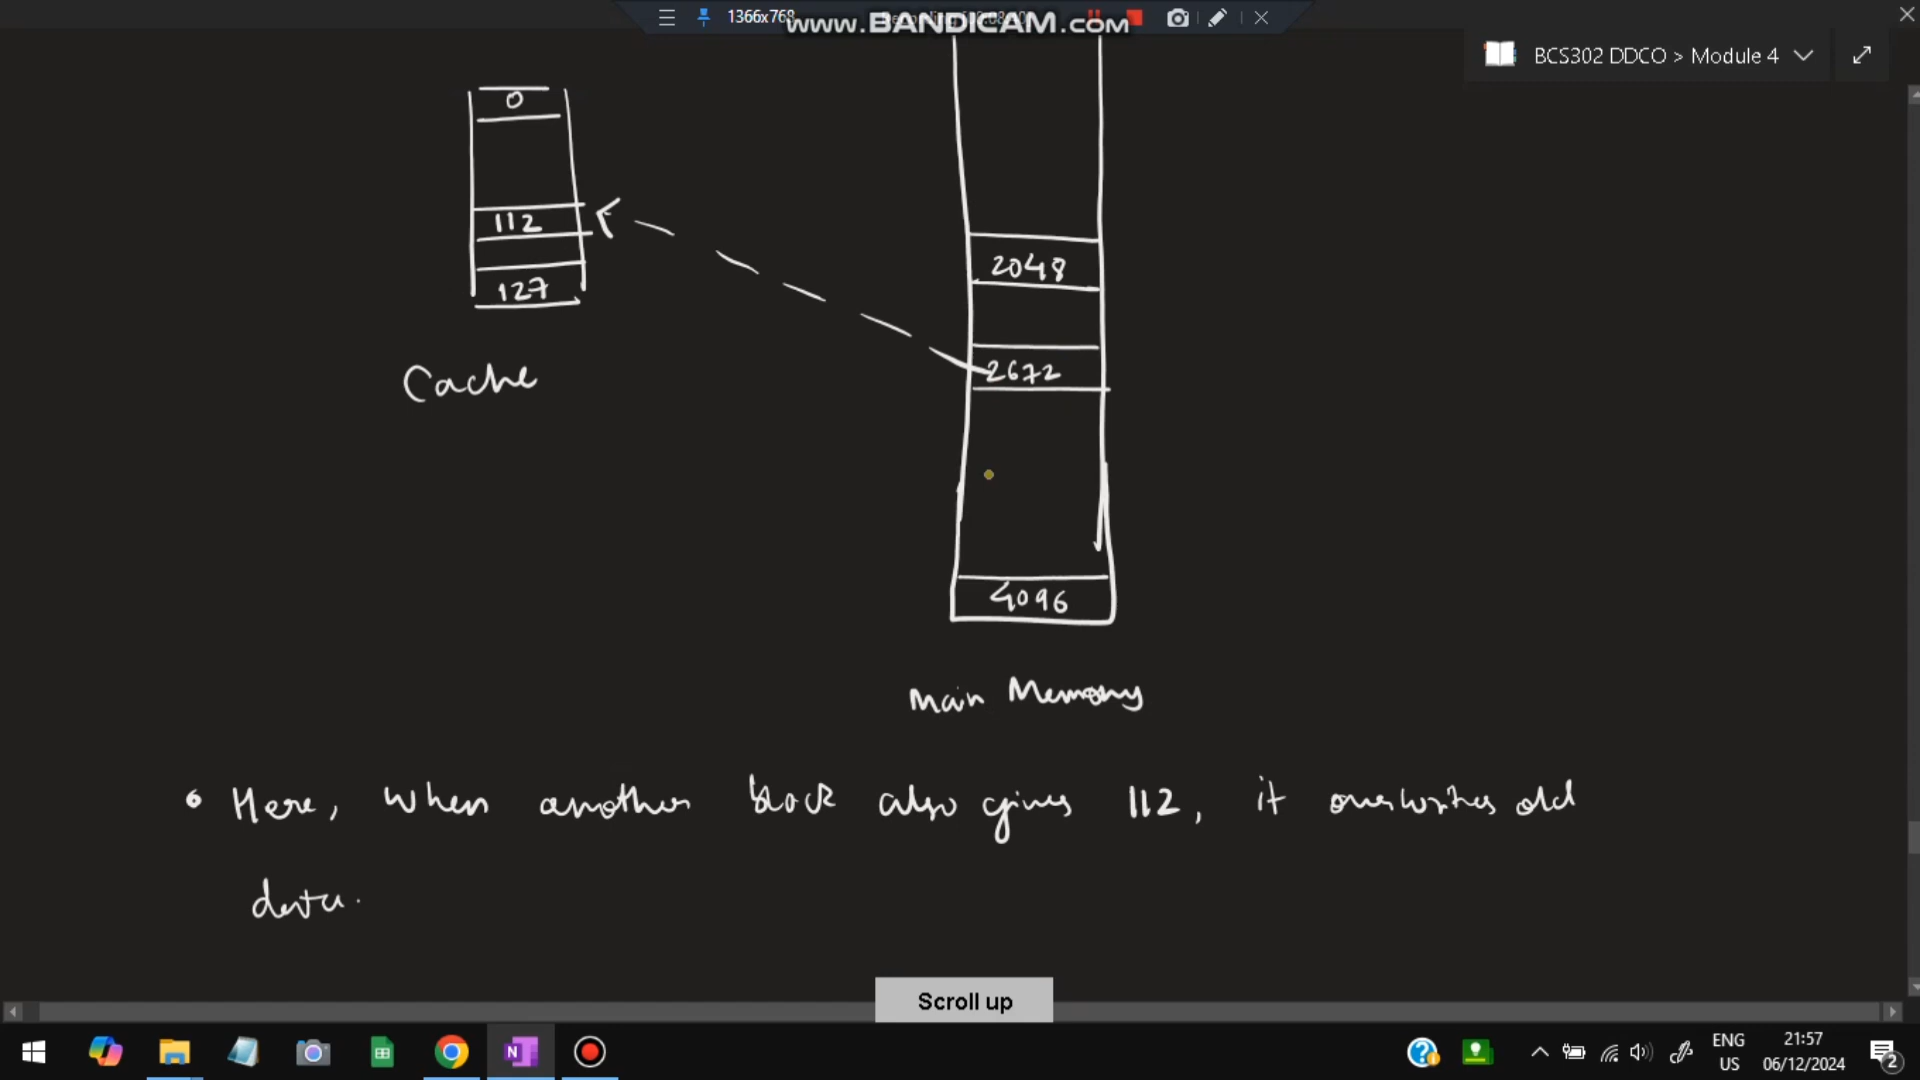 1366x768
www.BANDICAM.com
BCS302 DDCO > Module 4
0
112
127
Cache
2048
2672
4096
Main Memory
Here, when another block also gives 112, it overwrites old
data.
Scroll up
N
ENG
US
21:57
06/12/2024
2